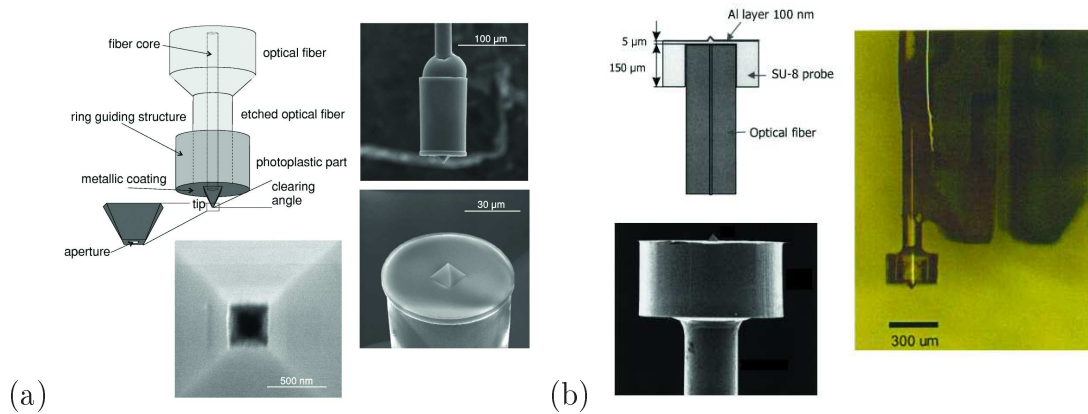 fiber core
optical fiber
etched optical fiber
ring guiding structure
photoplastic part
metallic coating
clearing
angle
tip
aperture
500 nm
100 µm
30 µm
(a)
Al layer 100 nm
5 µm
150 µm
SU-8 probe
Optical fiber
300 um
(b)